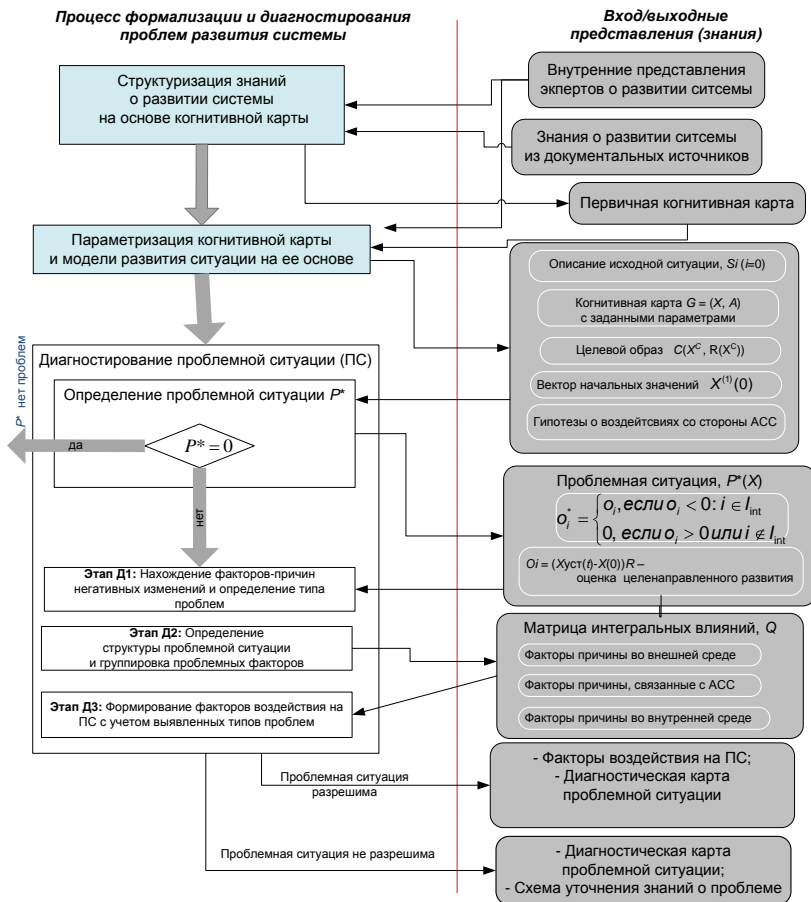 Процесс формализации и диагностирования
проблем развития системы
Вход/выходные
представления (знания)
Структуризация знаний
о развитии системы
на основе когнитивной карты
Внутренние представления
экпертов о развитии ситсемы
Знания о развитии ситсемы
из документальных источников
Первичная когнитивная карта
Параметризация когнитивной карты
и модели развития ситуации на ее основе
Описание исходной ситуации, Si (i=0)
Когнитивная карта G = (X, A)
с заданными параметрами
Целевой образ C(X^C, R(X^C))
Вектор начальных значений X^(1)(0)
Гипотезы о воздейтсвиях со стороны АСС
Диагностирование проблемной ситуации (ПС)
Определение проблемной ситуации P*
P* = 0
да
нет
P* нет проблем
Проблемная ситуация, P*(X)
o_i^* = { o_i, если o_i < 0: i ∈ I_int
0, если o_i > 0 или i ∉ I_int
Oi = (Xуст(t)-X(0))R –
оценка целенаправленного развития
Этап Д1: Нахождение факторов-причин
негативных изменений и определение типа
проблем
Этап Д2: Определение
структуры проблемной ситуации
и группировка проблемных факторов
Этап Д3: Формирование факторов воздействия на
ПС с учетом выявленных типов проблем
Матрица интегральных влияний, Q
Факторы причины во внешней среде
Факторы причины, связанные с АСС
Факторы причины во внутренней среде
Проблемная ситуация
разрешима
- Факторы воздействия на ПС;
- Диагностическая карта
проблемной ситуации
Проблемная ситуация не разрешима
- Диагностическая карта
проблемной ситуации;
- Схема уточнения знаний о проблеме